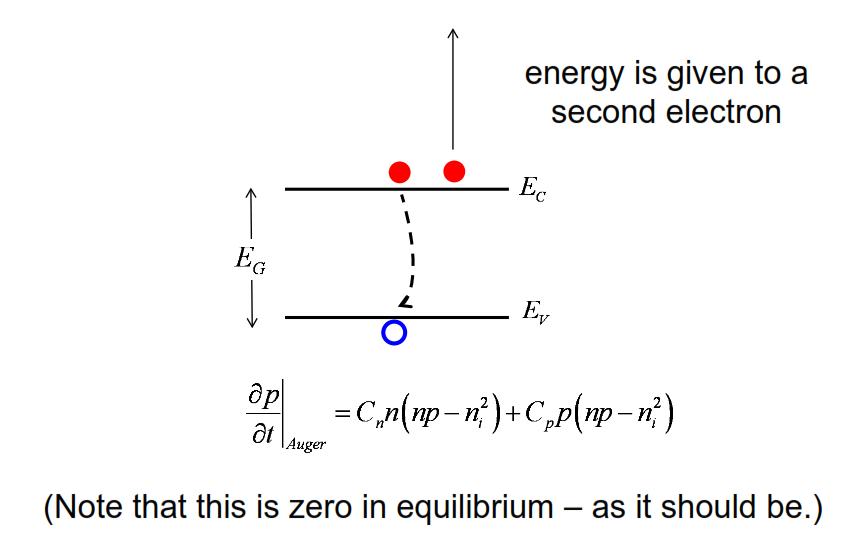 energy is given to a
second electron
E_C
E_G
E_V
∂p/∂t|_Auger = C_n n(np − n_i^2) + C_p p(np − n_i^2)
(Note that this is zero in equilibrium – as it should be.)